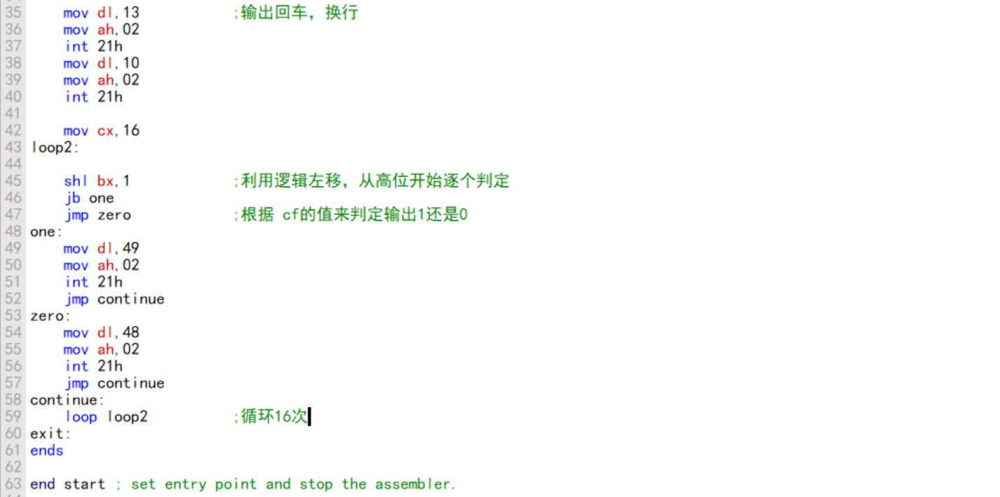 35 mov dl,13 ;输出回车，换行
36 mov ah,02
37 int 21h
38 mov dl,10
39 mov ah,02
40 int 21h
41
42 mov cx,16
43 loop2:
44
45 shl bx,1 ;利用逻辑左移，从高位开始逐个判定
46 jb one
47 jmp zero ;根据 cf的值来判定输出1还是0
48 one:
49 mov dl,49
50 mov ah,02
51 int 21h
52 jmp continue
53 zero:
54 mov dl,48
55 mov ah,02
56 int 21h
57 jmp continue
58 continue:
59 loop loop2 ;循环16次
60 exit:
61 ends
62
63 end start ; set entry point and stop the assembler.